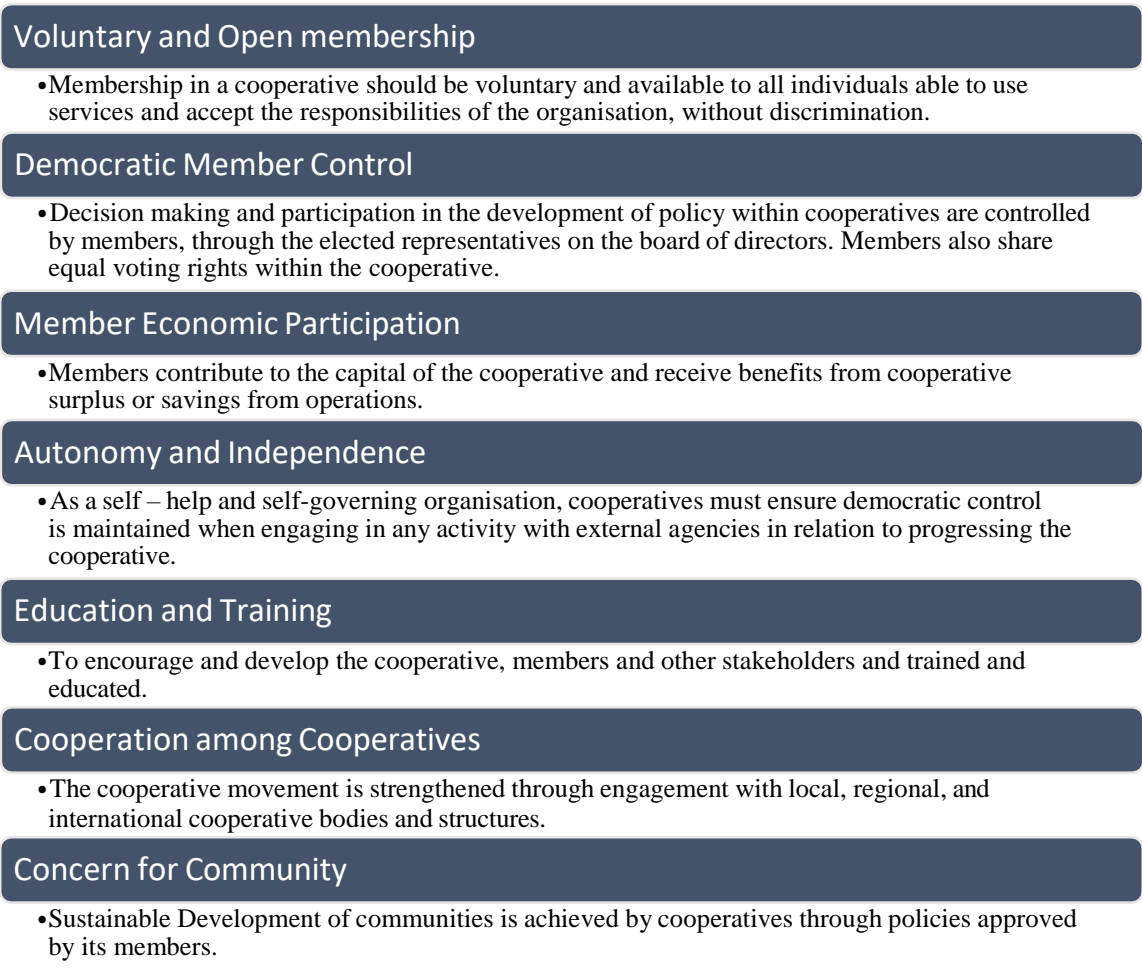 Voluntary and Open membership
•Membership in a cooperative should be voluntary and available to all individuals able to use
services and accept the responsibilities of the organisation, without discrimination.
Democratic Member Control
•Decision making and participation in the development of policy within cooperatives are controlled
by members, through the elected representatives on the board of directors. Members also share
equal voting rights within the cooperative.
Member Economic Participation
•Members contribute to the capital of the cooperative and receive benefits from cooperative
surplus or savings from operations.
Autonomy and Independence
•As a self – help and self-governing organisation, cooperatives must ensure democratic control
is maintained when engaging in any activity with external agencies in relation to progressing the
cooperative.
Education and Training
•To encourage and develop the cooperative, members and other stakeholders and trained and
educated.
Cooperation among Cooperatives
•The cooperative movement is strengthened through engagement with local, regional, and
international cooperative bodies and structures.
Concern for Community
•Sustainable Development of communities is achieved by cooperatives through policies approved
by its members.